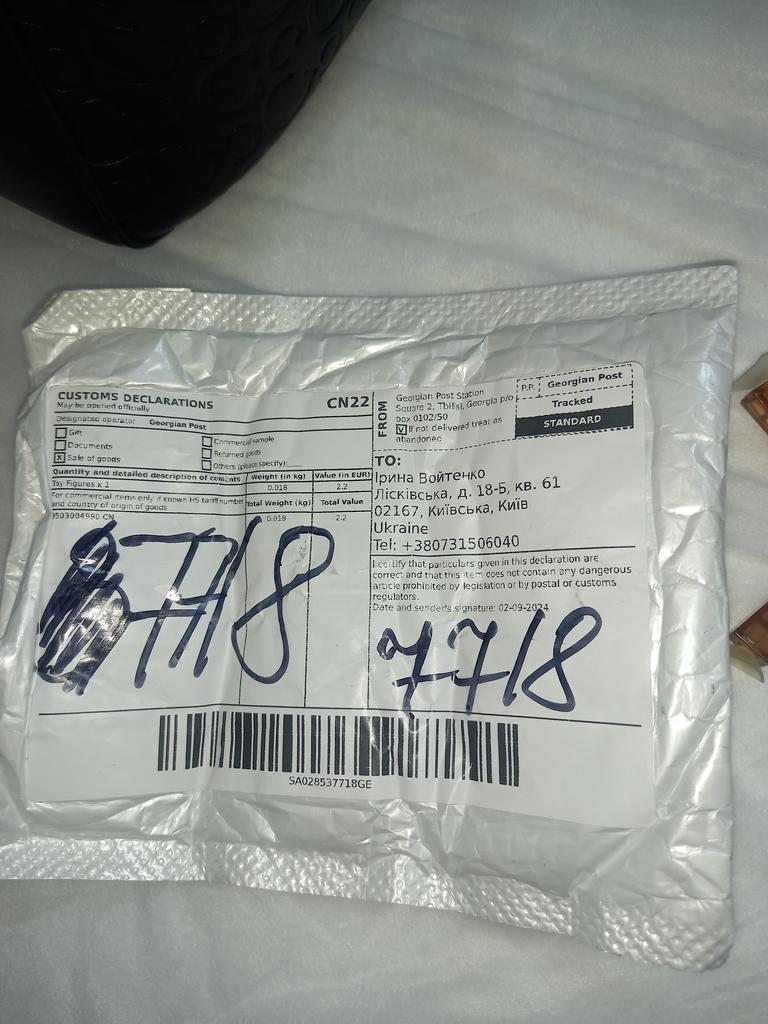 CUSTOMS DECLARATIONS
May be opened officially
CN22
Designated operator Georgian Post
Gift
Documents
Sale of goods
Commercial sample
Returned goods
Others (please specify):____
Quantity and detailed description of contents
Weight (in kg)
Value (in EUR)
Toy Figures x 1
0.018
2.2
For commercial items only if known HS tariff number
and country of origin of goods
Total Weight (kg)
Total Value
9503004990 CN
0.018
2.2
7718
FROM
Georgian Post Station
Square 2, Tbilisi, Georgia p/o
box 0102/50
If not delivered treat as
abandoned
P.P.
Georgian Post
Tracked
STANDARD
TO:
Ірина Войтенко
Лісківська, д. 18-Б, кв. 61
02167, Київська, Київ
Ukraine
Tel: +380731506040
I certify that particulars given in this declaration are
correct and that this item does not contain any dangerous
article prohibited by legislation or by postal or customs
regulators.
Date and sender's signature: 02-09-2024
7718
SA028537718GE